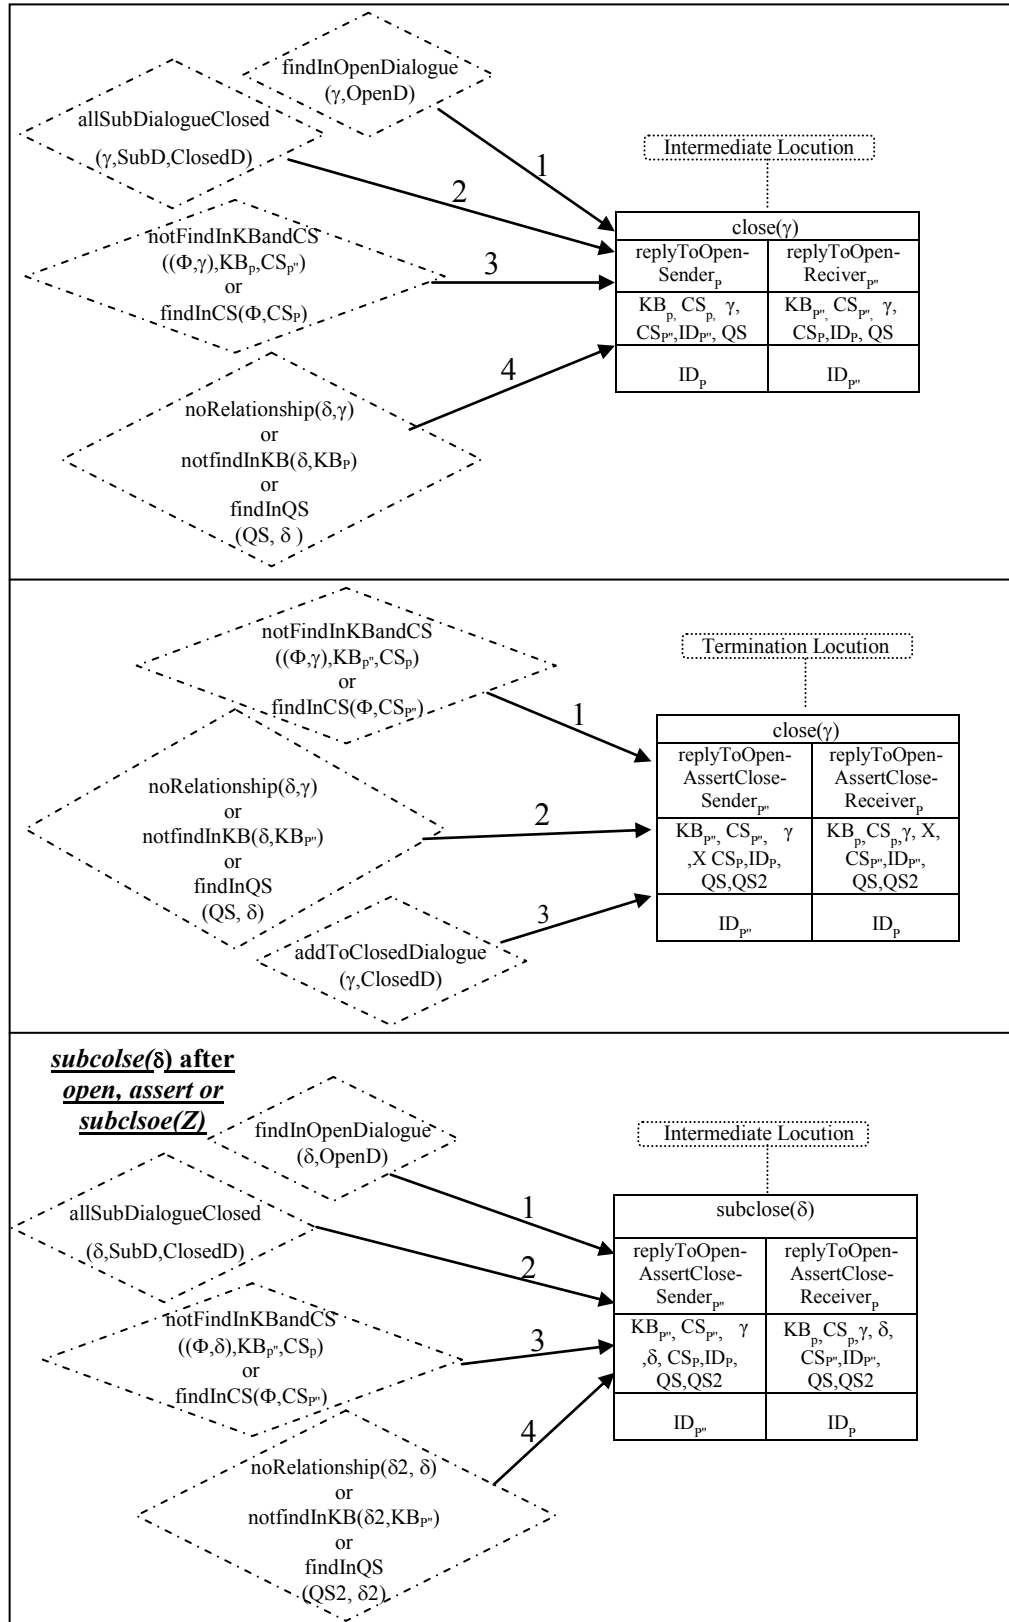 findInOpenDialogue
(γ,OpenD)
allSubDialogueClosed
(γ,SubD,ClosedD)
notFindInKBandCS
((Φ,γ),KBp,CSp")
or
findInCS(Φ,CSP)
noRelationship(δ,γ)
or
notfindInKB(δ,KBP)
or
findInQS
(QS, δ )
1
2
3
4
Intermediate Locution
close(γ)
replyToOpen-
SenderP
replyToOpen-
ReciverP"
KBp, CSp, γ,
CSP",IDP", QS
KBP", CSP", γ,
CSP,IDP, QS
IDP
IDP"
notFindInKBandCS
((Φ,γ),KBp",CSp)
or
findInCS(Φ,CSP")
noRelationship(δ,γ)
or
notfindInKB(δ,KBP")
or
findInQS
(QS, δ)
addToClosedDialogue
(γ,ClosedD)
1
2
3
Termination Locution
close(γ)
replyToOpen-
AssertClose-
SenderP"
replyToOpen-
AssertClose-
ReceiverP
KBP", CSP", γ
,X CSP,IDP,
QS,QS2
KBp,CSp,γ, X,
CSP",IDP",
QS,QS2
IDP"
IDP
subcolse(δ) after
open, assert or
subclsoe(Z)
findInOpenDialogue
(δ,OpenD)
allSubDialogueClosed
(δ,SubD,ClosedD)
notFindInKBandCS
((Φ,δ),KBp",CSp)
or
findInCS(Φ,CSP")
noRelationship(δ2, δ)
or
notfindInKB(δ2,KBP")
or
findInQS
(QS2, δ2)
1
2
3
4
Intermediate Locution
subclose(δ)
replyToOpen-
AssertClose-
SenderP"
replyToOpen-
AssertClose-
ReceiverP
KBP", CSP", γ
,δ, CSP,IDP,
QS,QS2
KBp,CSp,γ, δ,
CSP",IDP",
QS,QS2
IDP"
IDP